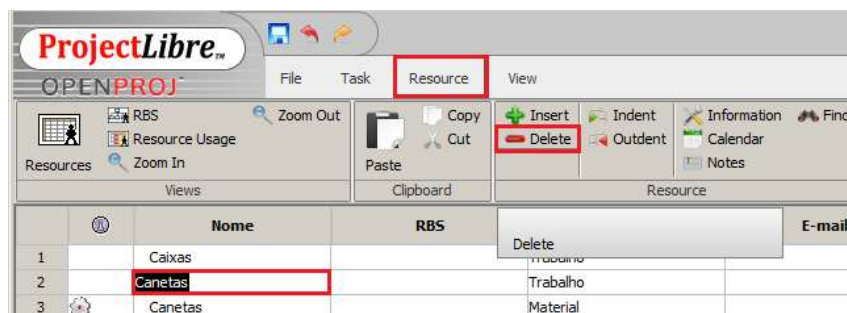 ProjectLibre™
OPENPROJ
File Task Resource View
RBS Zoom Out Copy Insert Indent Information Find
Resource Usage Cut Delete Outdent Calendar
Resources Zoom In Paste Notes
Views Clipboard Resource
Nome RBS E-mail
Delete
1 Caixas Trabalho
2 Canetas Trabalho
3 Canetas Material